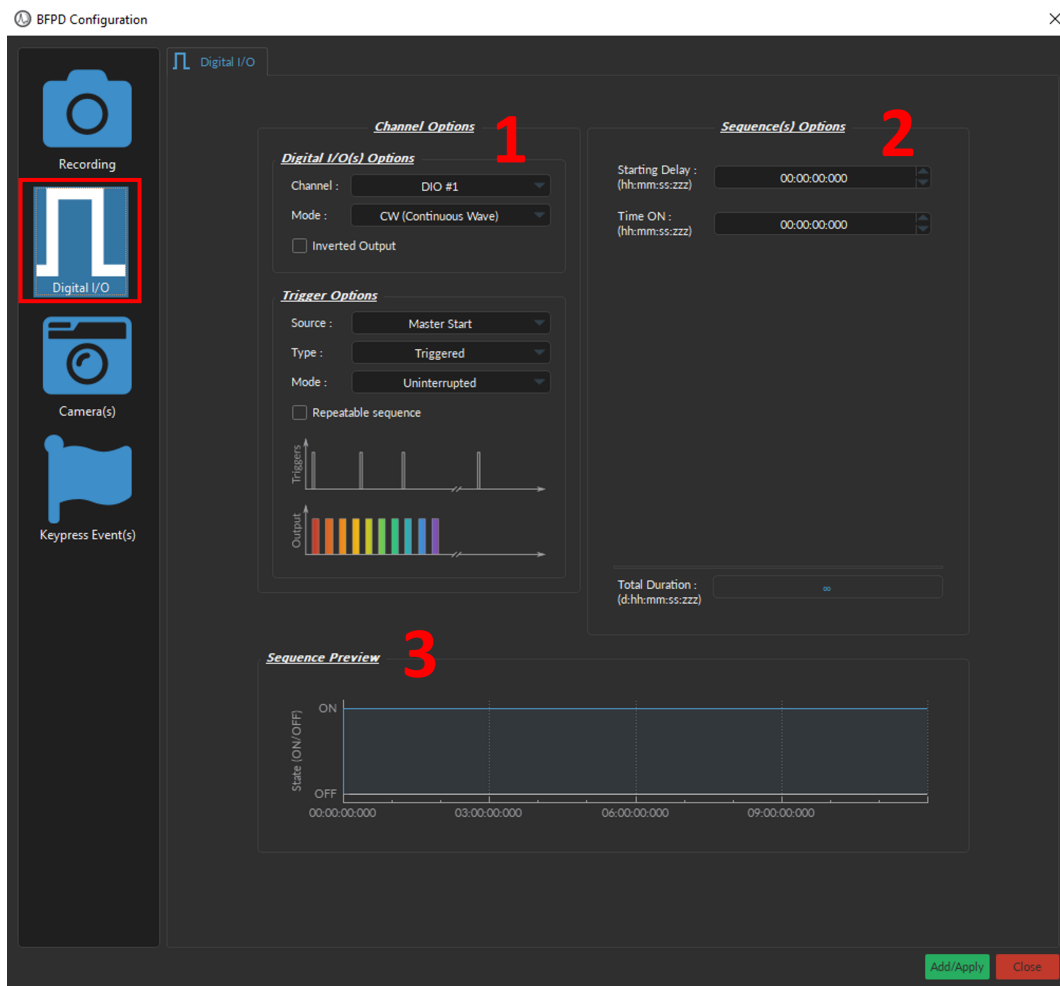 BFPD Configuration
Recording
Digital I/O
Camera(s)
Keypress Event(s)
Digital I/O
Channel Options
1
Digital I/O(s) Options
Channel : DIO #1
Mode : CW (Continuous Wave)
Inverted Output
Trigger Options
Source : Master Start
Type : Triggered
Mode : Uninterrupted
Repeatable sequence
Triggers
Output
Sequence(s) Options
2
Starting Delay :
(hh:mm:ss:zzz)
00:00:00:000
Time ON :
(hh:mm:ss:zzz)
00:00:00:000
Total Duration :
(d:hh:mm:ss:zzz)
∞
Sequence Preview
3
State (ON/OFF)
ON
OFF
00:00:00:000 03:00:00:000 06:00:00:000 09:00:00:000
Add/Apply Close